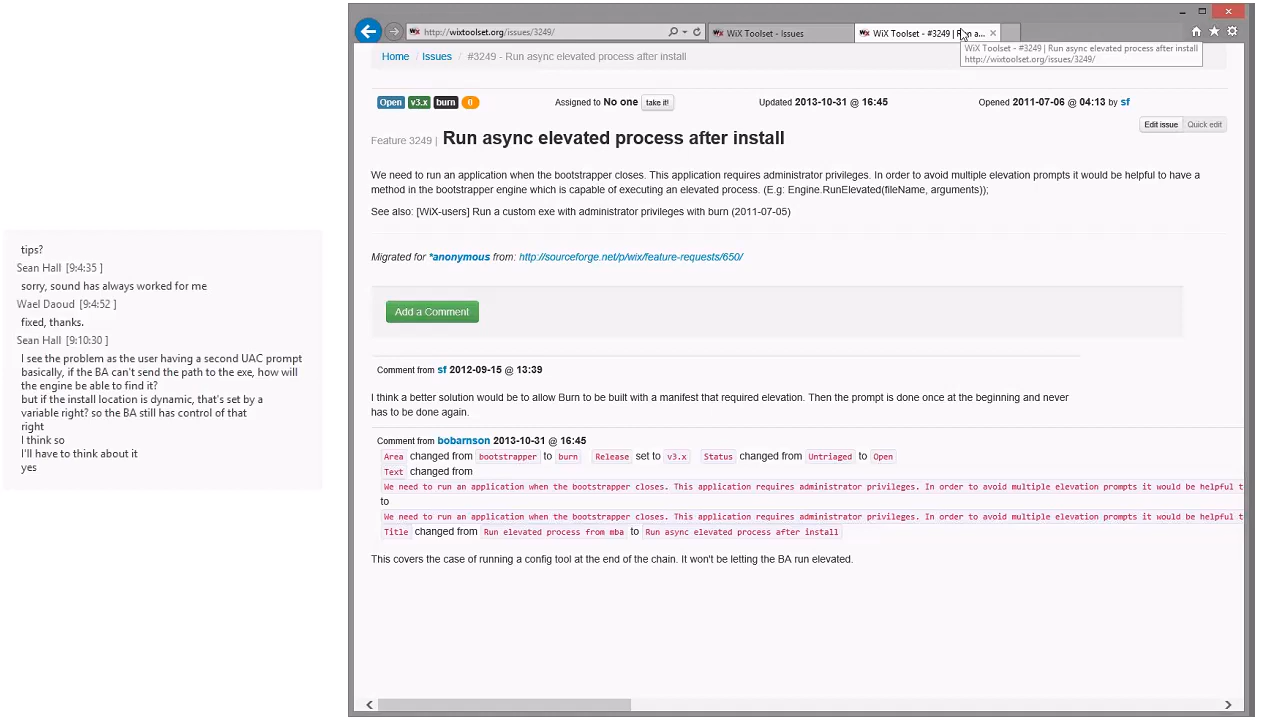 tips?
Sean Hall [9:4:35 ]
sorry, sound has always worked for me
Wael Daoud [9:4:52 ]
fixed, thanks.
Sean Hall [9:10:30 ]
I see the problem as the user having a second UAC prompt
basically, if the BA can't send the path to the exe, how will
the engine be able to find it?
but if the install location is dynamic, that's set by a
variable right? so the BA still has control of that
right
I think so
I'll have to think about it
yes
http://wixtoolset.org/issues/3249/
WiX Toolset - Issues
WiX Toolset - #3249 | Run a...
WiX Toolset - #3249 | Run async elevated process after install
http://wixtoolset.org/issues/3249/
Home / Issues / #3249 - Run async elevated process after install
Open v3.x burn 0 Assigned to No one take it! Updated 2013-10-31 @ 16:45 Opened 2011-07-06 @ 04:13 by sf
Edit issue Quick edit
Feature 3249 | Run async elevated process after install
We need to run an application when the bootstrapper closes. This application requires administrator privileges. In order to avoid multiple elevation prompts it would be helpful to have a
method in the bootstrapper engine which is capable of executing an elevated process. (E.g: Engine.RunElevated(fileName, arguments));
See also: [WiX-users] Run a custom exe with administrator privileges with burn (2011-07-05)
Migrated for *anonymous from: http://sourceforge.net/p/wix/feature-requests/650/
Add a Comment
Comment from sf 2012-09-15 @ 13:39
I think a better solution would be to allow Burn to be built with a manifest that required elevation. Then the prompt is done once at the beginning and never
has to be done again.
Comment from bobarnson 2013-10-31 @ 16:45
Area changed from bootstrapper to burn Release set to v3.x Status changed from Untriaged to Open
Text changed from
We need to run an application when the bootstrapper closes. This application requires administrator privileges. In order to avoid multiple elevation prompts it would be helpful t
to
We need to run an application when the bootstrapper closes. This application requires administrator privileges. In order to avoid multiple elevation prompts it would be helpful t
Title changed from Run elevated process from mba to Run async elevated process after install
This covers the case of running a config tool at the end of the chain. It won't be letting the BA run elevated.